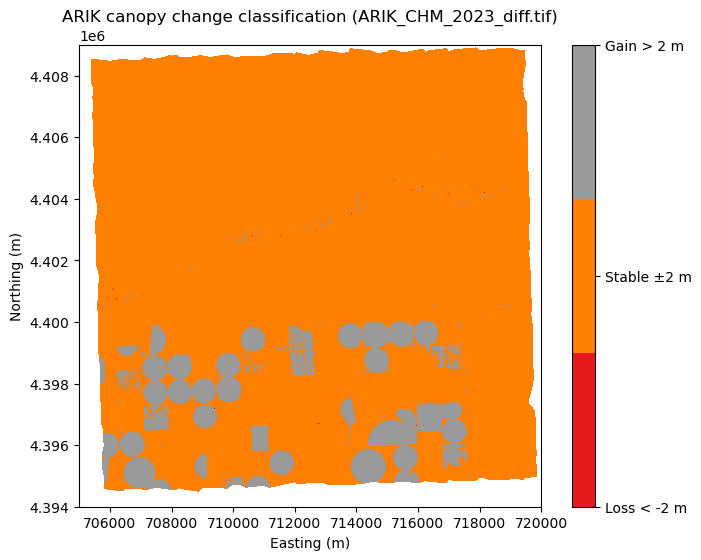 ARIK canopy change classification (ARIK_CHM_2023_diff.tif)
1e6
4.408
4.406
4.404
4.402
4.400
4.398
4.396
4.394
Northing (m)
706000 708000 710000 712000 714000 716000 718000 720000
Easting (m)
Gain > 2 m
Stable ±2 m
Loss < -2 m